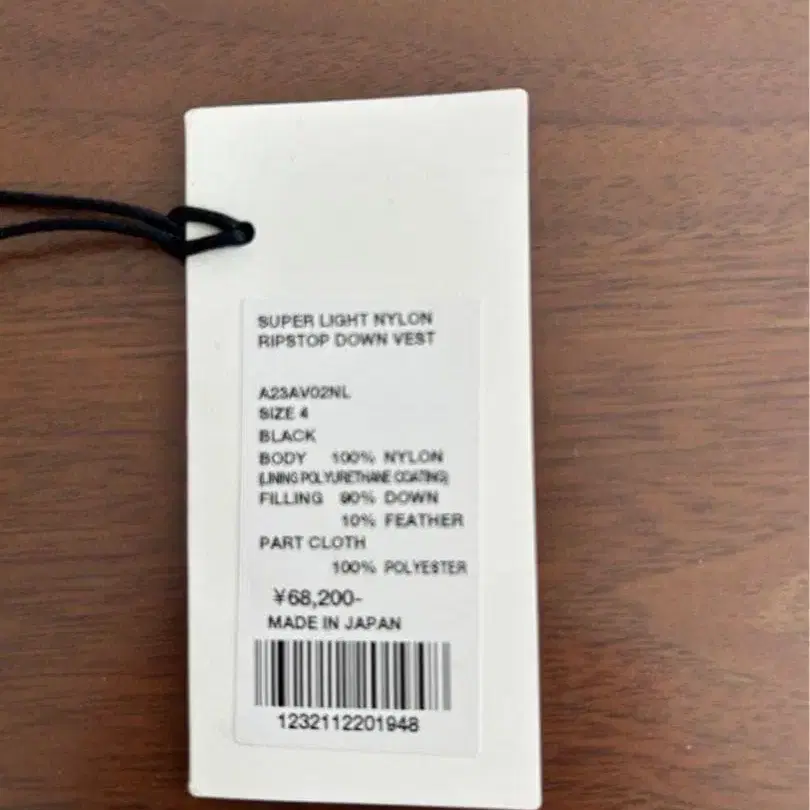 SUPER LIGHT NYLON
RIPSTOP DOWN VEST
A23AV02NL
SIZE 4
BLACK
BODY 100% NYLON
(LINING POLYURETHANE COATING)
FILLING 90% DOWN
10% FEATHER
PART CLOTH
100% POLYESTER
¥68,200-
MADE IN JAPAN
1232112201948